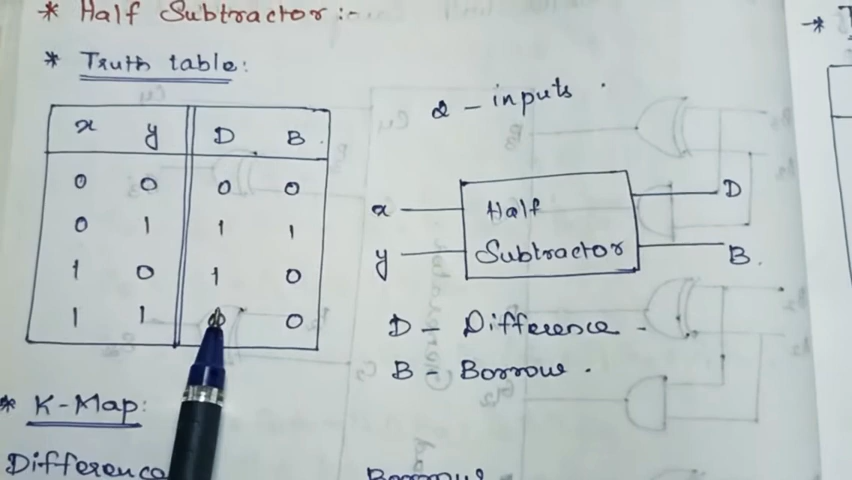 * Half Subtractor :-
* Truth table:
x y D B
0 0 0 0
0 1 1 1
1 0 1 0
1 1 0 0
2 - inputs
x
y
Half
Subtractor
D
B.
D - Difference
B - Borrow.
* K-Map:
Difference
Borrow